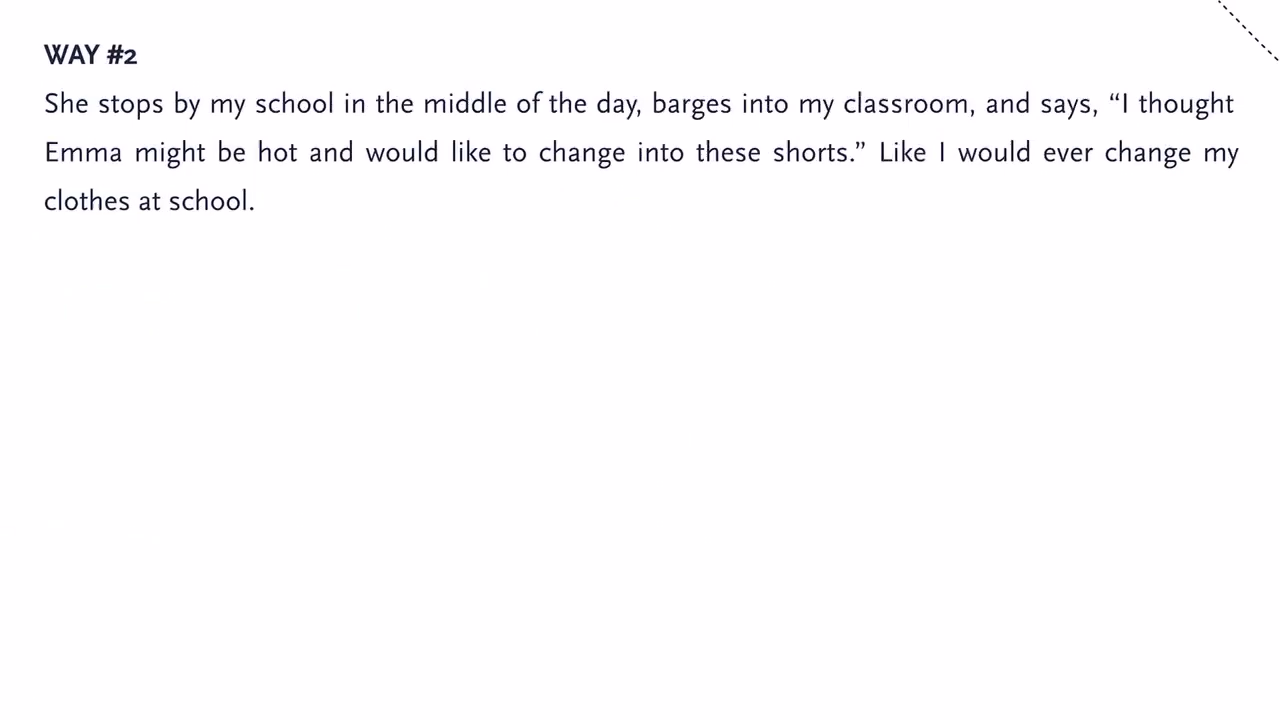 WAY #2
She stops by my school in the middle of the day, barges into my classroom, and says, “I thought
Emma might be hot and would like to change into these shorts.” Like I would ever change my
clothes at school.